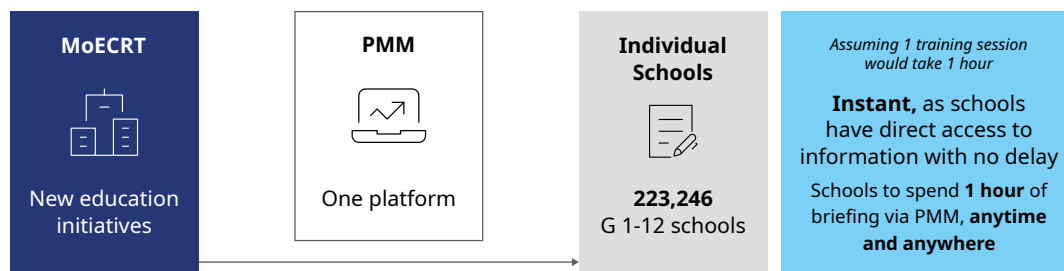 MoECRT
New education
initiatives
PMM
One platform
Individual
Schools
223,246
G 1-12 schools
Assuming 1 training session
would take 1 hour
Instant, as schools
have direct access to
information with no delay
Schools to spend 1 hour of
briefing via PMM, anytime
and anywhere